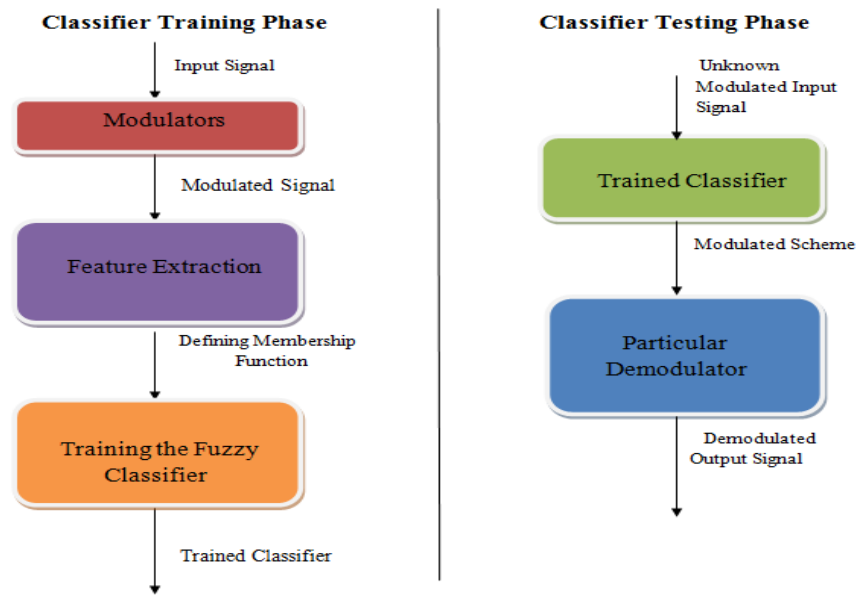 Classifier Training Phase
Input Signal
Modulators
Modulated Signal
Feature Extraction
Defining Membership
Function
Training the Fuzzy
Classifier
Trained Classifier
Classifier Testing Phase
Unknown
Modulated Input
Signal
Trained Classifier
Modulated Scheme
Particular
Demodulator
Demodulated
Output Signal